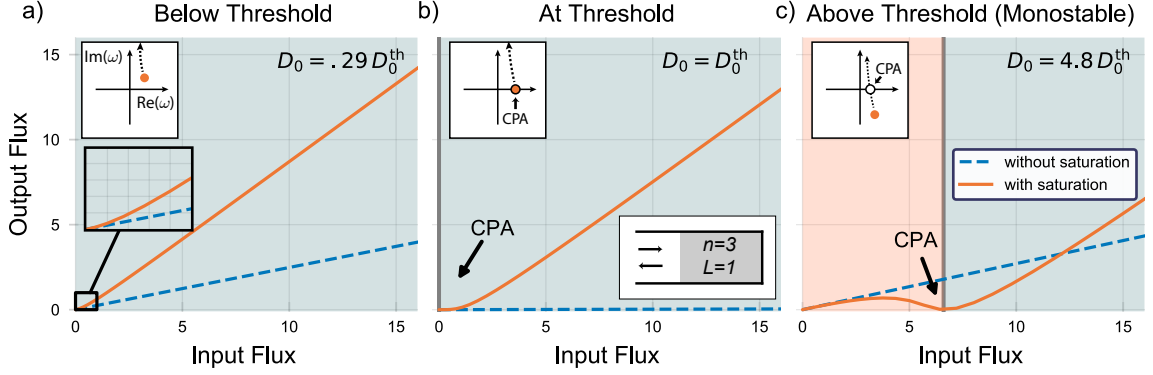 a) Below Threshold
b) At Threshold
c) Above Threshold (Monostable)
Output Flux
15
10
5
0
Im(ω)
Re(ω)
D₀ = .29 D₀ᵗʰ
0 5 10 15
Input Flux
CPA
D₀ = D₀ᵗʰ
CPA
n=3
L=1
0 5 10 15
Input Flux
CPA
D₀ = 4.8 D₀ᵗʰ
without saturation
with saturation
CPA
0 5 10 15
Input Flux